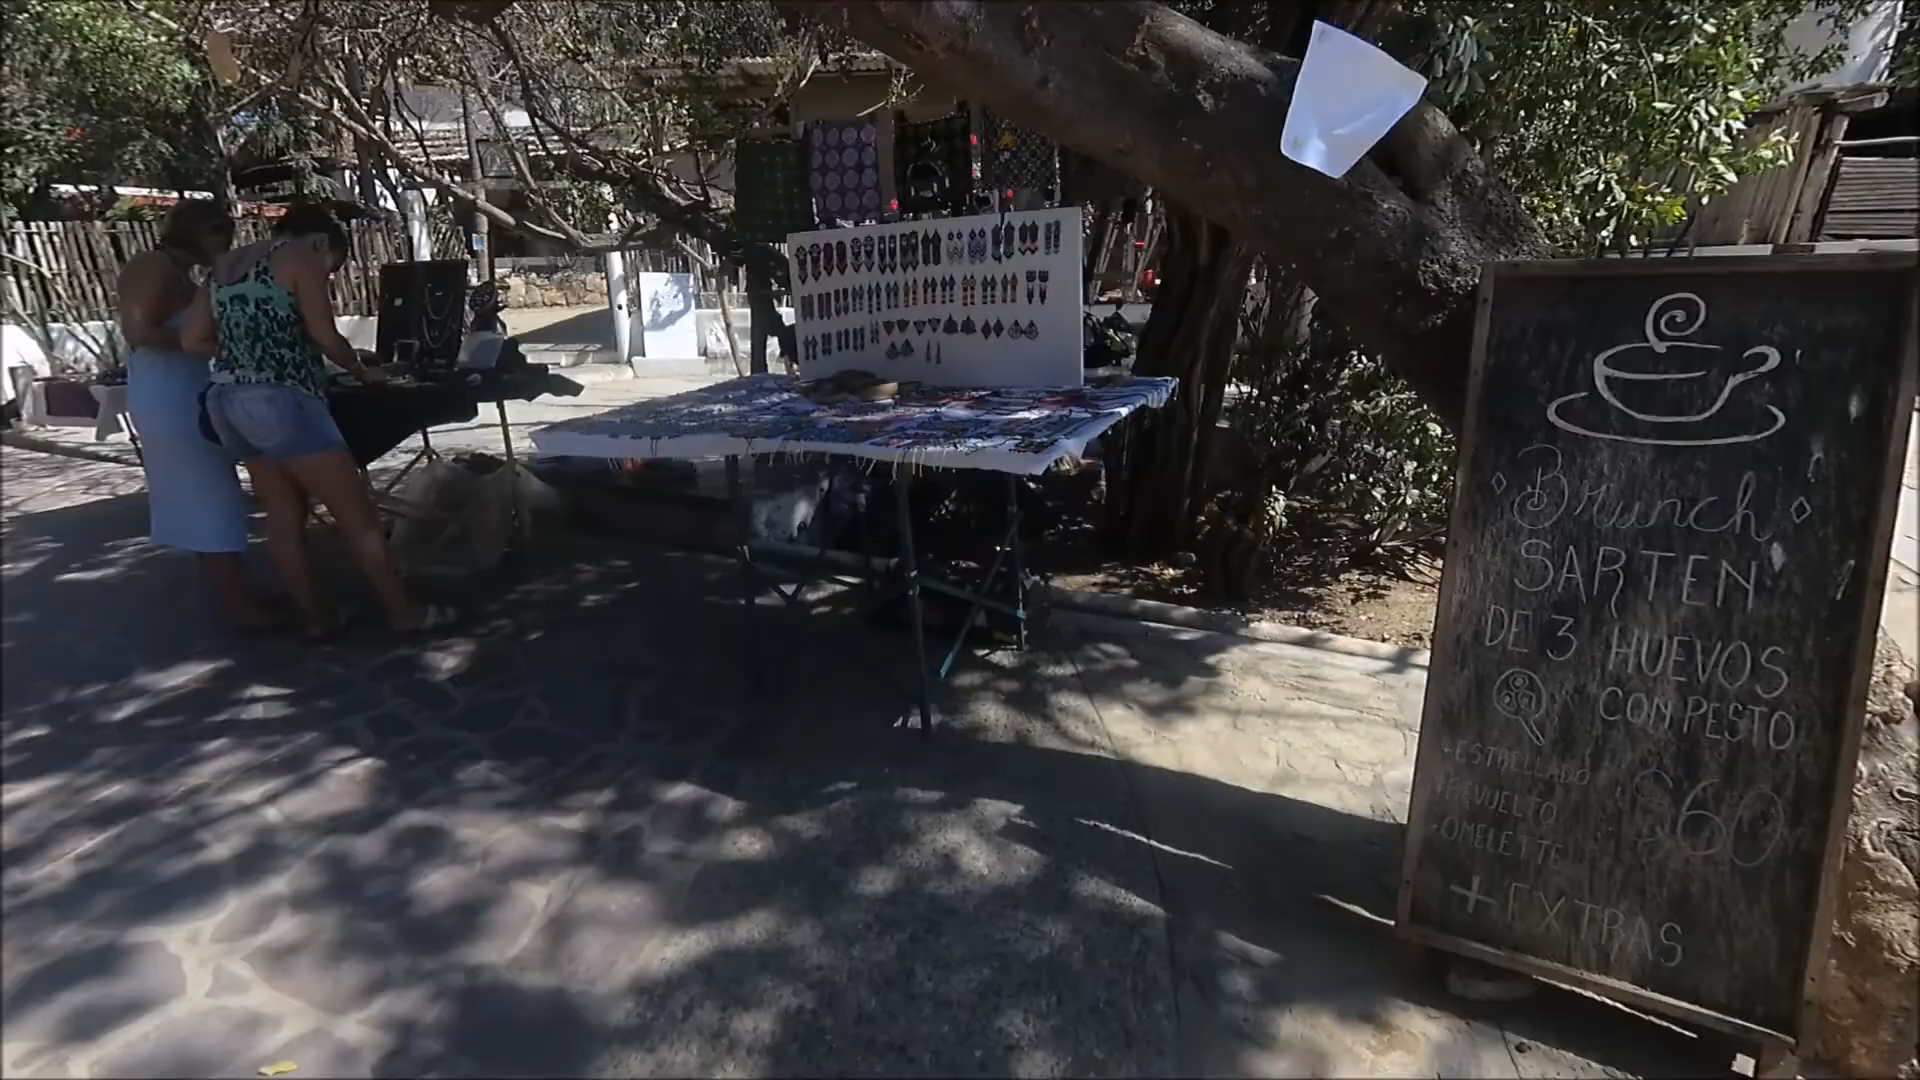 Brunch
SARTEN
DE 3 HUEVOS
CON PESTO
•ESTRELLADO
•REVUELTO
•OMELETTE
$60
+ EXTRAS